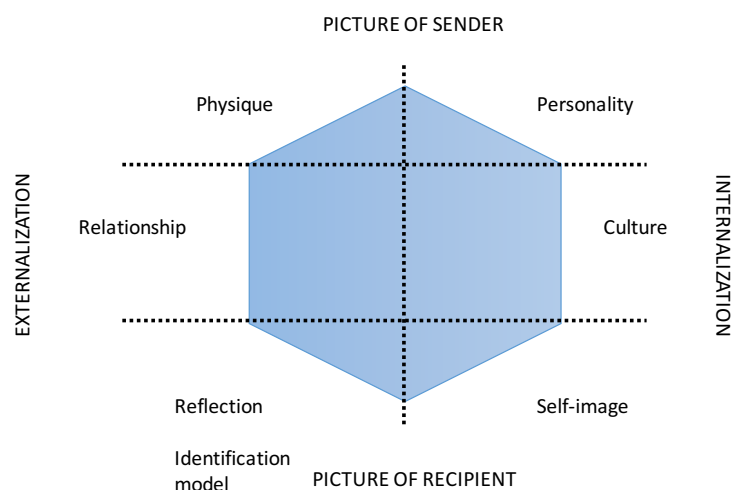 PICTURE OF SENDER
Physique
Personality
EXTERNALIZATION
Relationship
Culture
INTERNALIZATION
Reflection
Self-image
Identification
model
PICTURE OF RECIPIENT